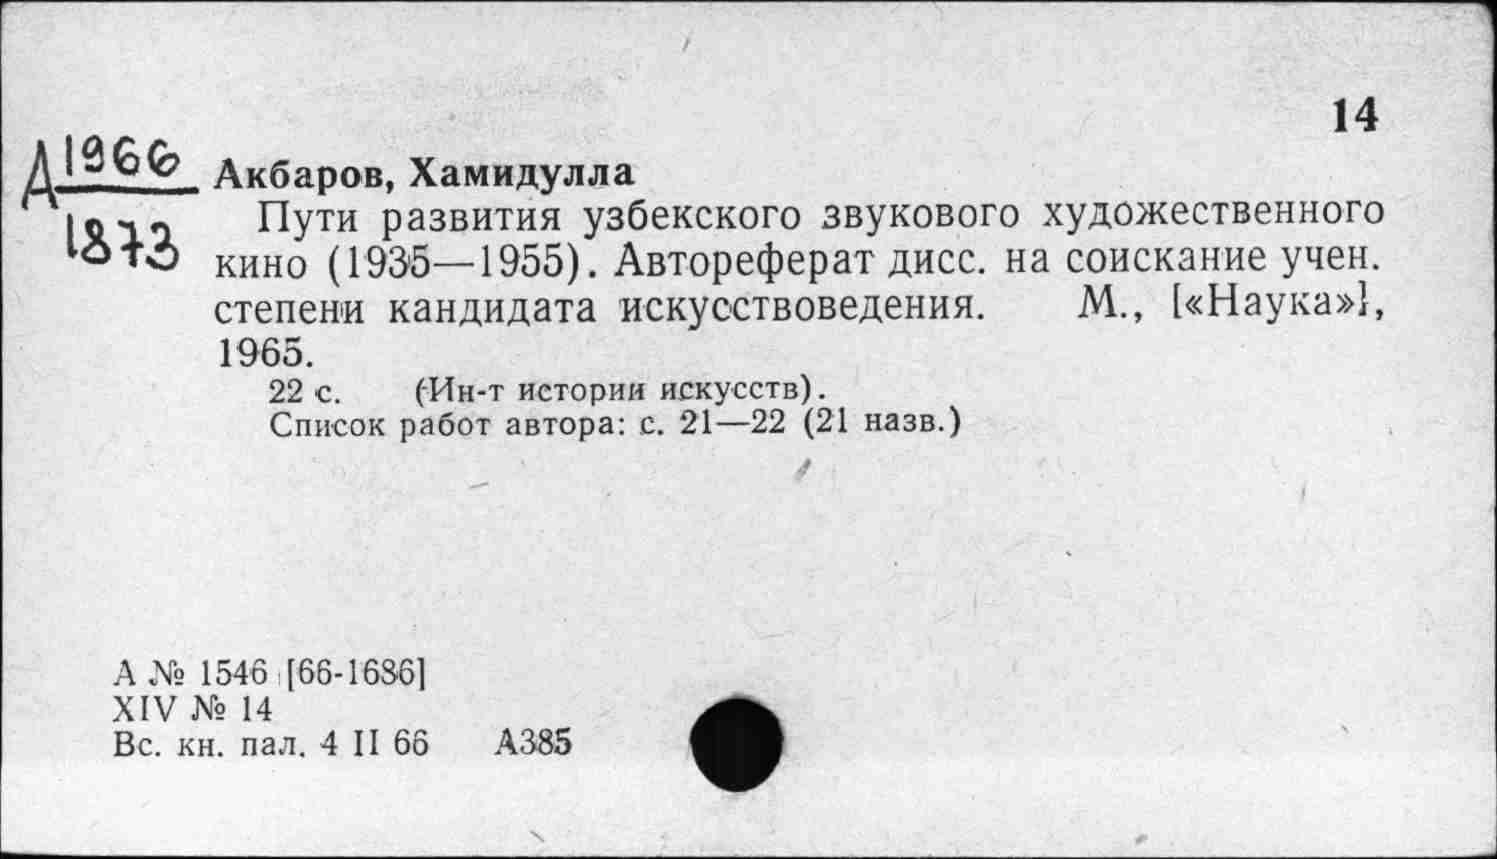 14
Д1966
1873
Акбаров, Хамидулла
Пути развития узбекского звукового художественного
кино (1935—1955). Автореферат дисс. на соискание учен.
степени кандидата искусствоведения. М., [«Наука»],
1965.
22 с. (Ин-т истории искусств).
Список работ автора: с. 21—22 (21 назв.)
А № 1546 [66-1686]
XIV № 14
Вс. кн. пал. 4 II 66 А385